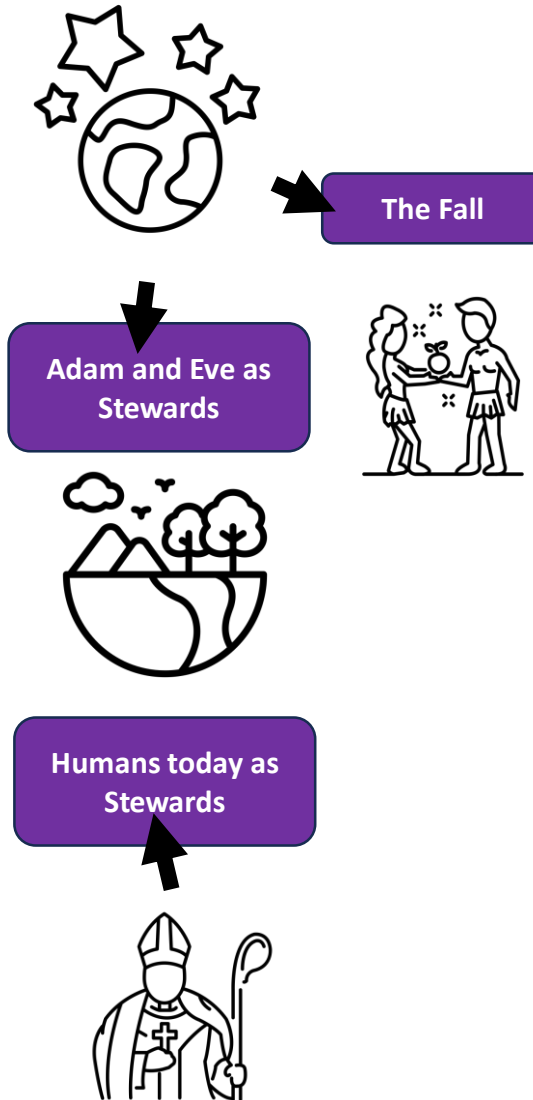 The Fall
Adam and Eve as
Stewards
Humans today as
Stewards